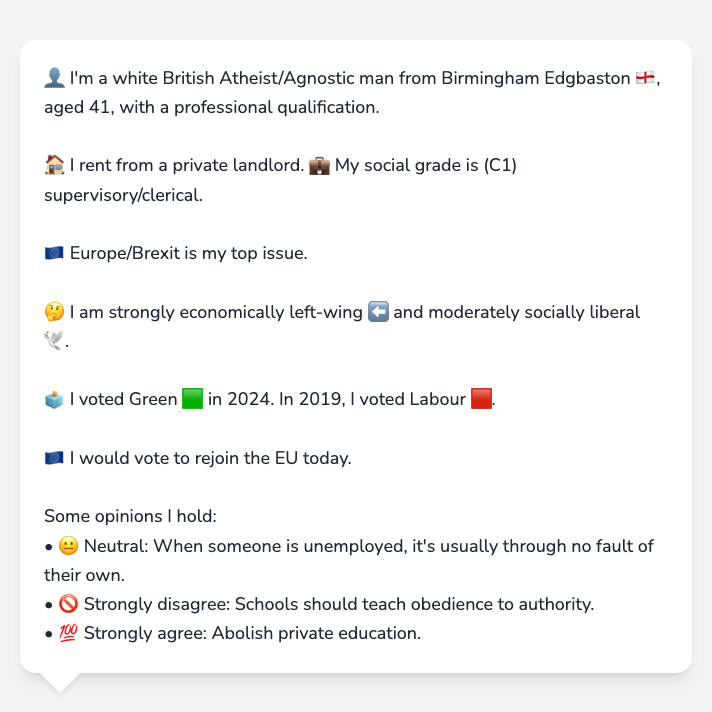 👤 I'm a white British Atheist/Agnostic man from Birmingham Edgbaston 🏴󠁧󠁢󠁥󠁮󠁧󠁿,
aged 41, with a professional qualification.
🏠 I rent from a private landlord. 💼 My social grade is (C1)
supervisory/clerical.
🇪🇺 Europe/Brexit is my top issue.
🤔 I am strongly economically left-wing ⬅️ and moderately socially liberal
🕊️.
🗳️ I voted Green 🟩 in 2024. In 2019, I voted Labour 🟥.
🇪🇺 I would vote to rejoin the EU today.
Some opinions I hold:
• 😐 Neutral: When someone is unemployed, it's usually through no fault of
their own.
• 🚫 Strongly disagree: Schools should teach obedience to authority.
• 💯 Strongly agree: Abolish private education.